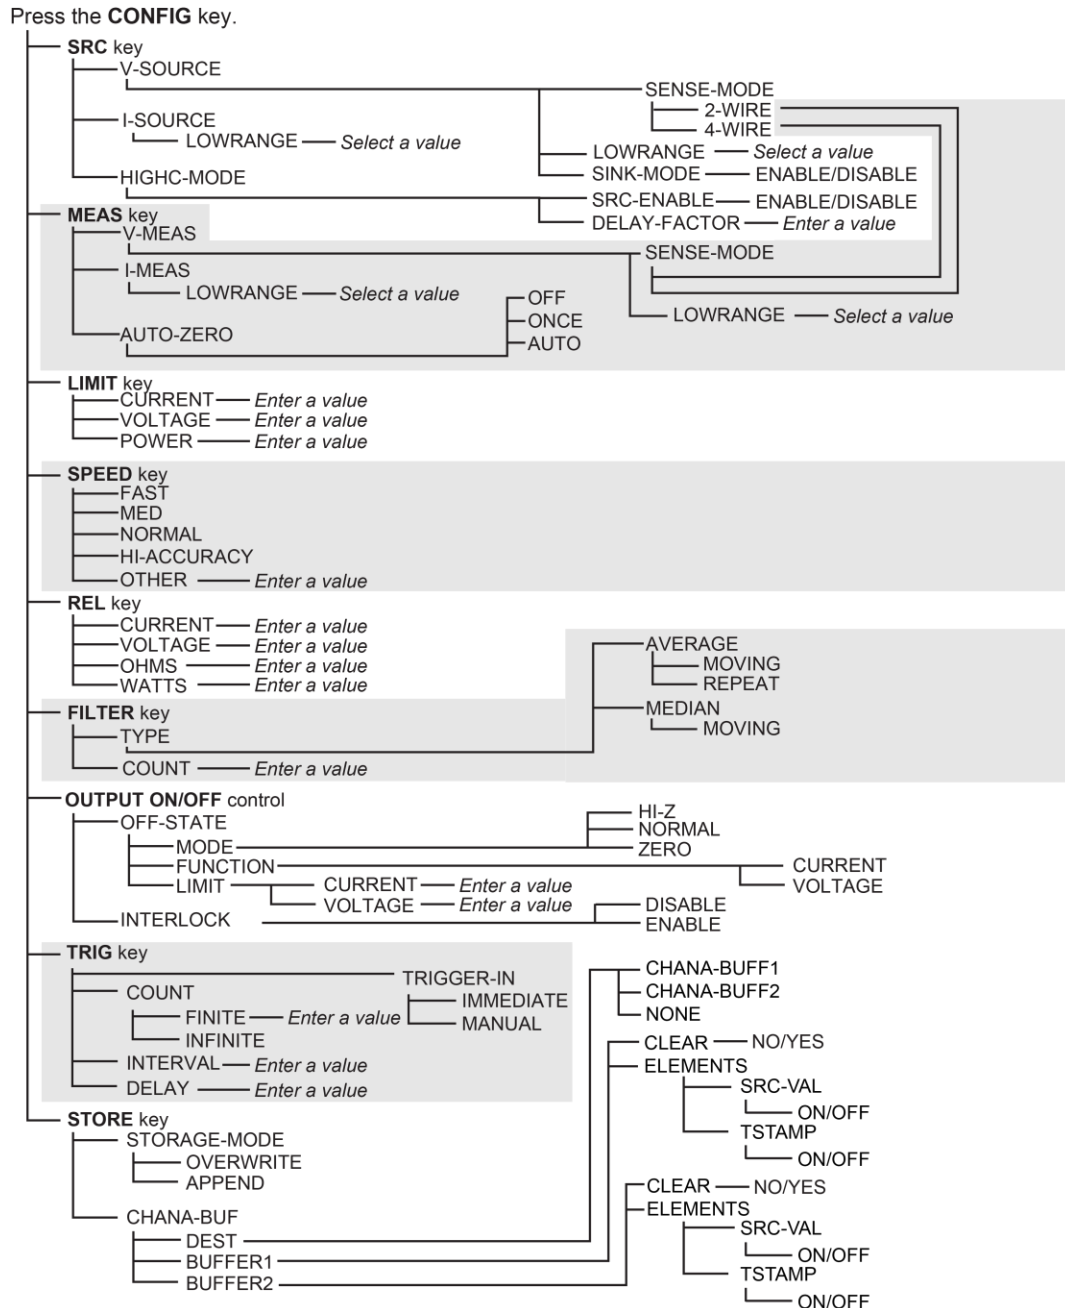 Press the CONFIG key.
SRC key
V-SOURCE
SENSE-MODE
2-WIRE
4-WIRE
LOWRANGE Select a value
SINK-MODE ENABLE/DISABLE
I-SOURCE
LOWRANGE Select a value
HIGHC-MODE
SRC-ENABLE ENABLE/DISABLE
DELAY-FACTOR Enter a value
MEAS key
V-MEAS
SENSE-MODE
LOWRANGE Select a value
I-MEAS
LOWRANGE Select a value
AUTO-ZERO
OFF
ONCE
AUTO
LIMIT key
CURRENT Enter a value
VOLTAGE Enter a value
POWER Enter a value
SPEED key
FAST
MED
NORMAL
HI-ACCURACY
OTHER Enter a value
REL key
CURRENT Enter a value
VOLTAGE Enter a value
OHMS Enter a value
WATTS Enter a value
FILTER key
TYPE
AVERAGE
MOVING
REPEAT
MEDIAN
MOVING
COUNT Enter a value
OUTPUT ON/OFF control
OFF-STATE
MODE
HI-Z
NORMAL
ZERO
FUNCTION
CURRENT
VOLTAGE
LIMIT
CURRENT Enter a value
VOLTAGE Enter a value
INTERLOCK
DISABLE
ENABLE
TRIG key
TRIGGER-IN
IMMEDIATE
MANUAL
COUNT
FINITE Enter a value
INFINITE
INTERVAL Enter a value
DELAY Enter a value
STORE key
STORAGE-MODE
OVERWRITE
APPEND
CHANA-BUF
DEST
CHANA-BUFF1
CHANA-BUFF2
NONE
BUFFER1
CLEAR NO/YES
ELEMENTS
SRC-VAL
ON/OFF
TSTAMP
ON/OFF
BUFFER2
CLEAR NO/YES
ELEMENTS
SRC-VAL
ON/OFF
TSTAMP
ON/OFF